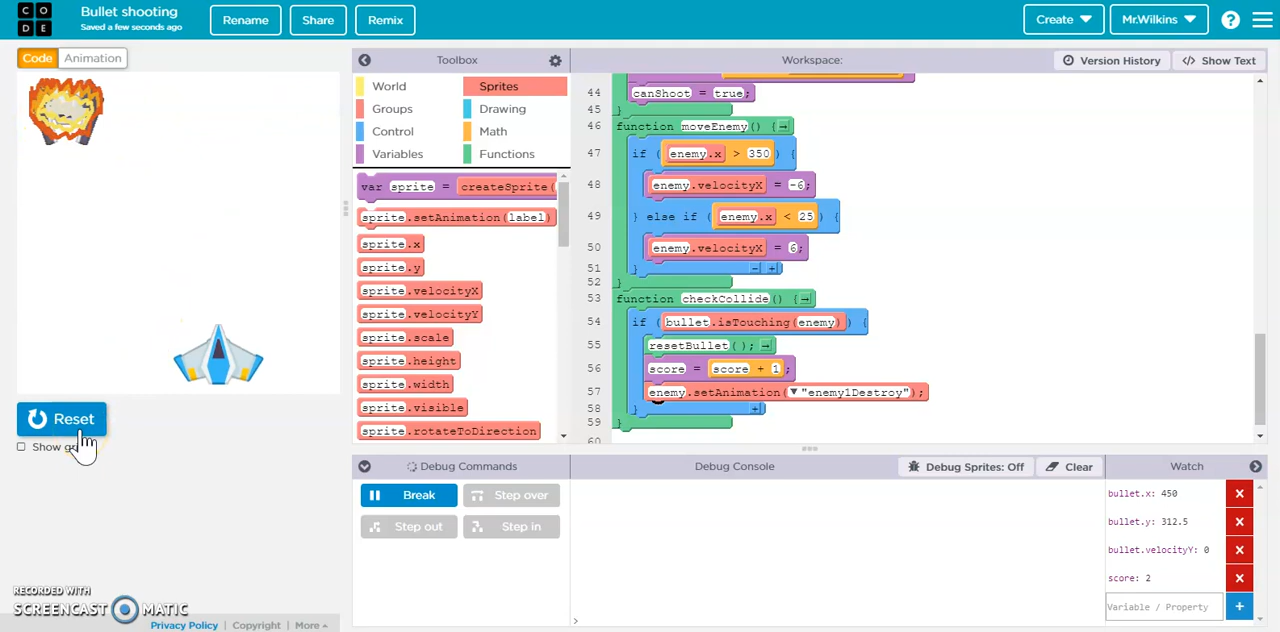 CO
DE
Bullet shooting
Saved a few seconds ago
Rename
Share
Remix
Create
Mr.Wilkins
?
Code
Animation
Toolbox
Workspace:
Version History
</> Show Text
World
Sprites
Groups
Drawing
Control
Math
Variables
Functions
var sprite = createSprite(
sprite.setAnimation(label)
sprite.x
sprite.y
sprite.velocityX
sprite.velocityY
sprite.scale
sprite.height
sprite.width
sprite.visible
sprite.rotateToDirection
44 canShoot = true;
45 }
46 function moveEnemy() {
47 if (enemy.x > 350) {
48 enemy.velocityX = -6;
49 } else if (enemy.x < 25) {
50 enemy.velocityX = 6;
51 }
52 }
53 function checkCollide() {
54 if (bullet.isTouching(enemy)) {
55 resetBullet();
56 score = score + 1;
57 enemy.setAnimation("enemy1Destroy");
58 }
59 }
60
Reset
Debug Commands
Debug Console
Debug Sprites: Off
Clear
Watch
Break
Step over
Step out
Step in
>
bullet.x: 450
bullet.y: 312.5
bullet.velocityY: 0
score: 2
Variable / Property
RECORDED WITH
SCREENCAST MATIC
Privacy Policy | Copyright | More